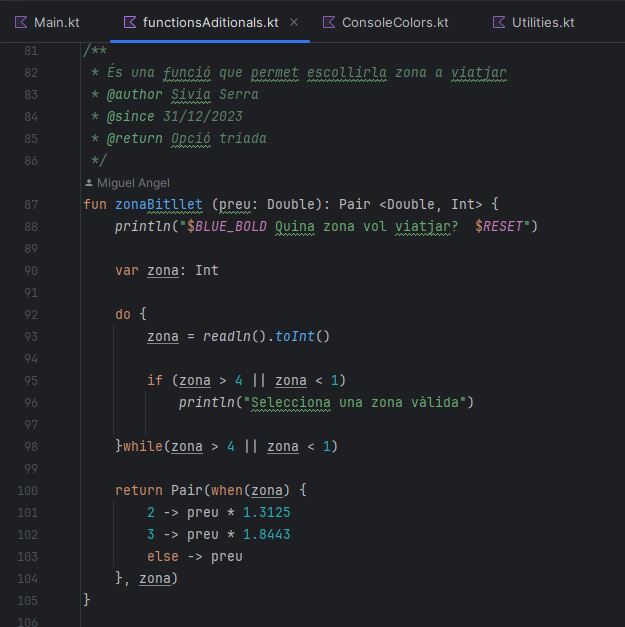 Main.kt functionsAditionals.kt × ConsoleColors.kt Utilities.kt
81 /**
82 * És una funció que permet escollirla zona a viatjar
83 * @author Sivia Serra
84 * @since 31/12/2023
85 * @return Opció triada
86 */
Miguel Angel
87 fun zonaBitllet (preu: Double): Pair <Double, Int> {
88 println("$BLUE_BOLD Quina zona vol viatjar?  $RESET")
89
90 var zona: Int
91
92 do {
93 zona = readln().toInt()
94
95 if (zona > 4 || zona < 1)
96 println("Selecciona una zona vàlida")
97
98 }while(zona > 4 || zona < 1)
99
100 return Pair(when(zona) {
101 2 -> preu * 1.3125
102 3 -> preu * 1.8443
103 else -> preu
104 }, zona)
105 }
106